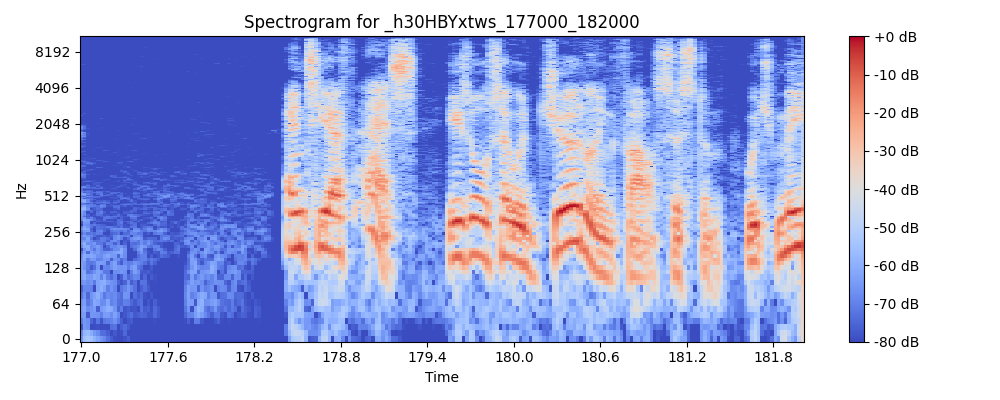 Spectrogram for _h30HBYxtws_177000_182000
8192
4096
2048
1024
512
256
128
64
0
Hz
177.0 177.6 178.2 178.8 179.4 180.0 180.6 181.2 181.8
Time
+0 dB
-10 dB
-20 dB
-30 dB
-40 dB
-50 dB
-60 dB
-70 dB
-80 dB